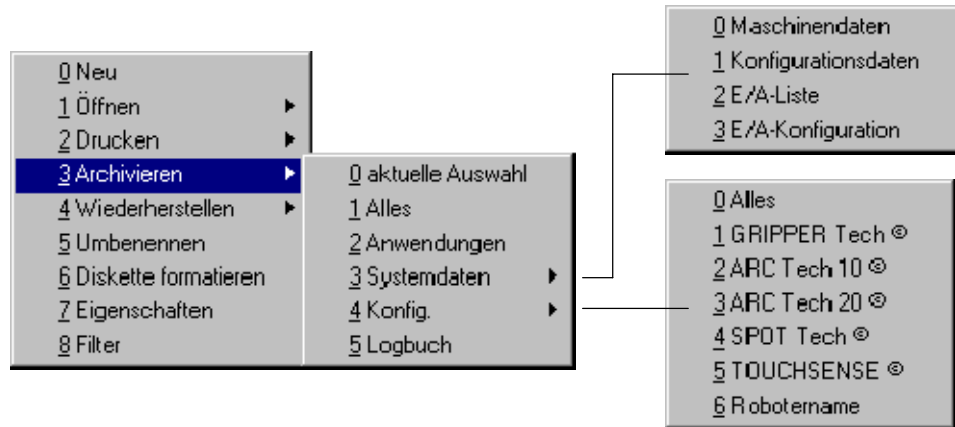 0 Neu
1 Öffnen
2 Drucken
3 Archivieren
4 Wiederherstellen
5 Umbenennen
6 Diskette formatieren
7 Eigenschaften
8 Filter
0 aktuelle Auswahl
1 Alles
2 Anwendungen
3 Systemdaten
4 Konfig.
5 Logbuch
0 Maschinendaten
1 Konfigurationsdaten
2 E/A-Liste
3 E/A-Konfiguration
0 Alles
1 GRIPPER Tech ©
2 ARC Tech 10 ©
3 ARC Tech 20 ©
4 SPOT Tech ©
5 TOUCHSENSE ©
6 Robotername